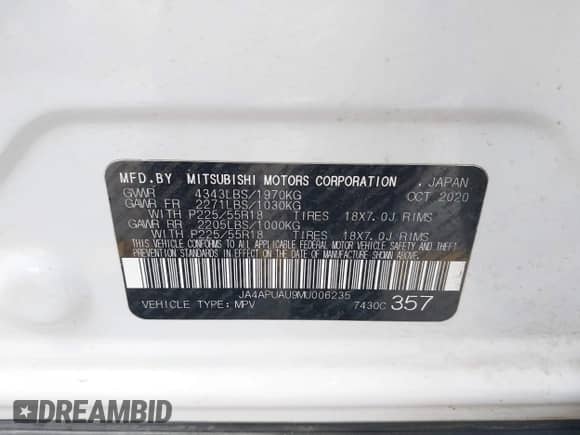 MFD.BY MITSUBISHI MOTORS CORPORATION , JAPAN
GVWR 4343LBS/1970KG OCT 2020
GAWR FR 2271LBS/1030KG
WITH P225/55R18 TIRES 18X7.0J RIMS
GAWR RR 2205LBS/1000KG
WITH P225/55R18 TIRES 18X7.0J RIMS
THIS VEHICLE CONFORMS TO ALL APPLICABLE FEDERAL MOTOR VEHICLE SAFETY AND THEFT
PREVENTION STANDARDS IN EFFECT ON THE DATE OF MANUFACTURE SHOWN ABOVE.
JA4APUAU9MU006235
VEHICLE TYPE:MPV 7430C 357
DREAMBID